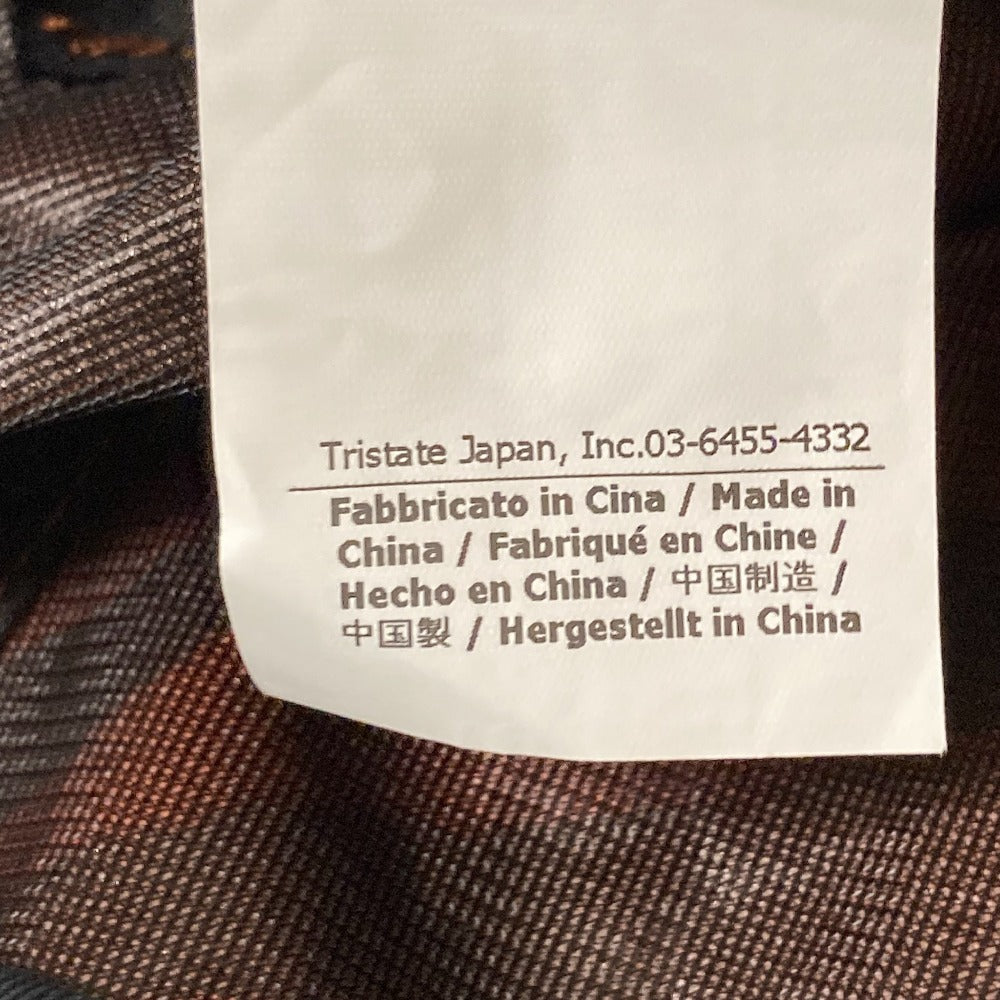 Tristate Japan, Inc.03-6455-4332
Fabbricato in Cina / Made in
China / Fabriqué en Chine /
Hecho en China / 中国制造 /
中国製 / Hergestellt in China